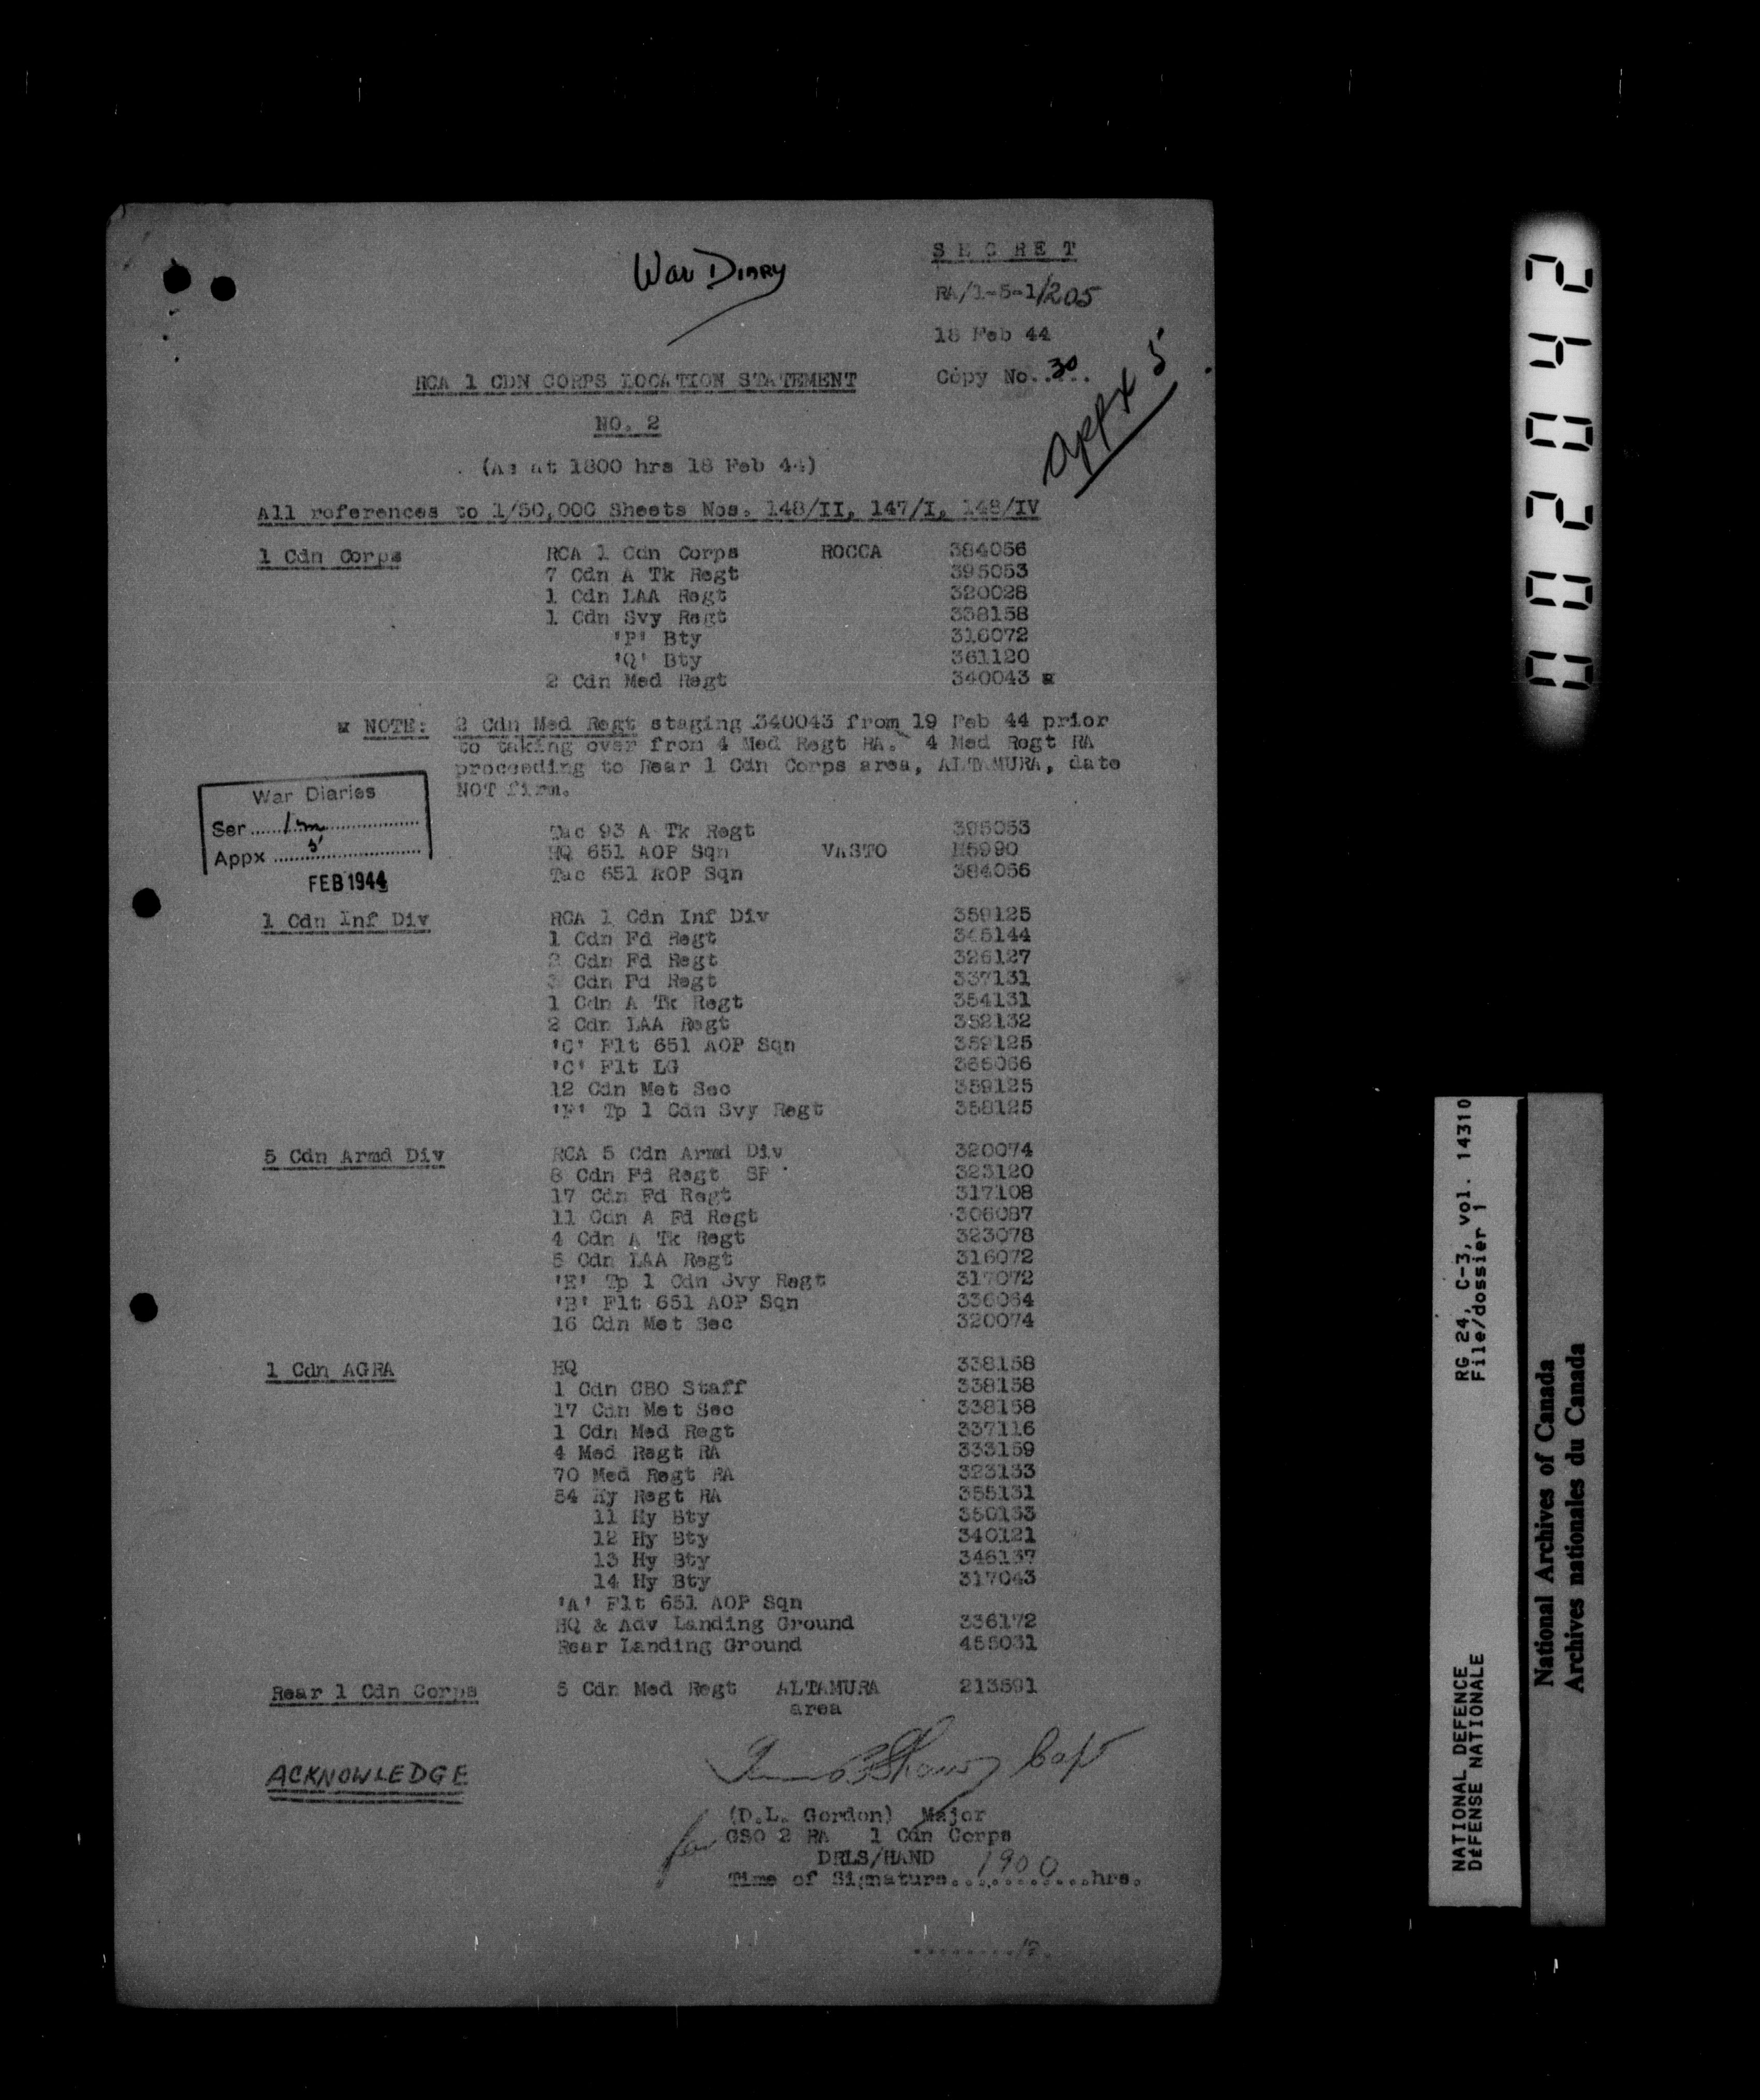 War Diary
S E C R E T
RA/1-5-1/205
18 Feb 44
Copy No. 30
Appx 5
RCA 1 CDN CORPS LOCATION STATEMENT
NO. 2
(As at 1800 hrs 18 Feb 44)
All references to 1/50,000 Sheets Nos. 148/II, 147/I, 148/IV
1 Cdn Corps RCA 1 Cdn Corps ROCCA 384056
7 Cdn A Tk Regt 395053
1 Cdn LAA Regt 320028
1 Cdn Svy Regt 338158
'P' Bty 316072
'Q' Bty 361120
2 Cdn Med Regt 340043 x
x NOTE: 2 Cdn Med Regt staging 340043 from 19 Feb 44 prior
to taking over from 4 Med Regt RA. 4 Med Regt RA
proceeding to Rear 1 Cdn Corps area, ALTAMURA, date
NOT firm.
War Diaries
Ser
Appx 5
FEB 1944
Tac 93 A Tk Regt 395053
HQ 651 AOP Sqn VASTO H5990
Tac 651 AOP Sqn 384056
1 Cdn Inf Div RCA 1 Cdn Inf Div 359125
1 Cdn Fd Regt 345144
2 Cdn Fd Regt 326127
3 Cdn Fd Regt 337131
1 Cdn A Tk Regt 354131
2 Cdn LAA Regt 352132
'C' Flt 651 AOP Sqn 359125
'C' Flt LG 366066
12 Cdn Met Sec 359125
'F' Tp 1 Cdn Svy Regt 358125
5 Cdn Armd Div RCA 5 Cdn Armd Div 320074
8 Cdn Fd Regt SP 323120
17 Cdn Fd Regt 317108
11 Cdn A Fd Regt 306087
4 Cdn A Tk Regt 323078
5 Cdn LAA Regt 316072
'E' Tp 1 Cdn Svy Regt 317072
'B' Flt 651 AOP Sqn 336064
16 Cdn Met Sec 320074
1 Cdn AGRA HQ 338158
1 Cdn CBO Staff 338158
17 Cdn Met Sec 338158
1 Cdn Med Regt 337116
4 Med Regt RA 333159
70 Med Regt RA 323133
54 Hy Regt RA 355131
11 Hy Bty 350133
12 Hy Bty 340121
13 Hy Bty 346137
14 Hy Bty 317043
'A' Flt 651 AOP Sqn
HQ & Adv Landing Ground 336172
Rear Landing Ground 455031
Rear 1 Cdn Corps 5 Cdn Med Regt ALTAMURA 213591
area
ACKNOWLEDGE
Capt
(D.L. Gordon) Major
for GSO 2 RA 1 Cdn Corps
DRLS/HAND
Time of Signature 1900 hrs.
........./2.
0 0 2 0 4 2
RG 24, C-3, vol. 14310
File/dossier 1
NATIONAL DEFENCE
DÉFENSE NATIONALE
National Archives of Canada
Archives nationales du Canada